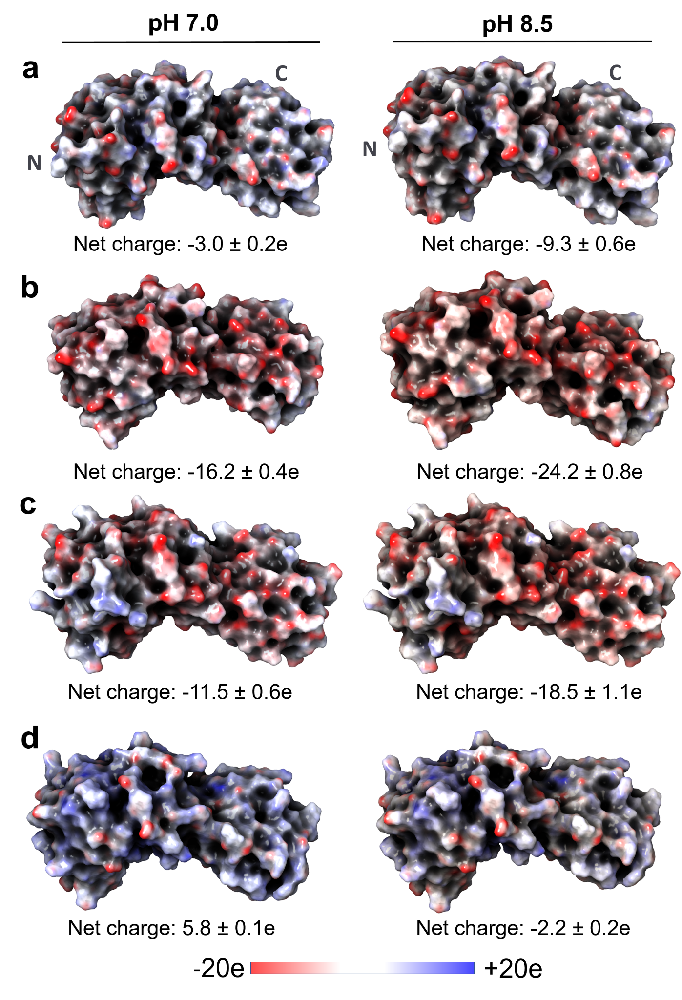 pH 7.0
pH 8.5
a
C
C
N
N
Net charge: -3.0 ± 0.2e
Net charge: -9.3 ± 0.6e
b
Net charge: -16.2 ± 0.4e
Net charge: -24.2 ± 0.8e
c
Net charge: -11.5 ± 0.6e
Net charge: -18.5 ± 1.1e
d
Net charge: 5.8 ± 0.1e
Net charge: -2.2 ± 0.2e
-20e
+20e